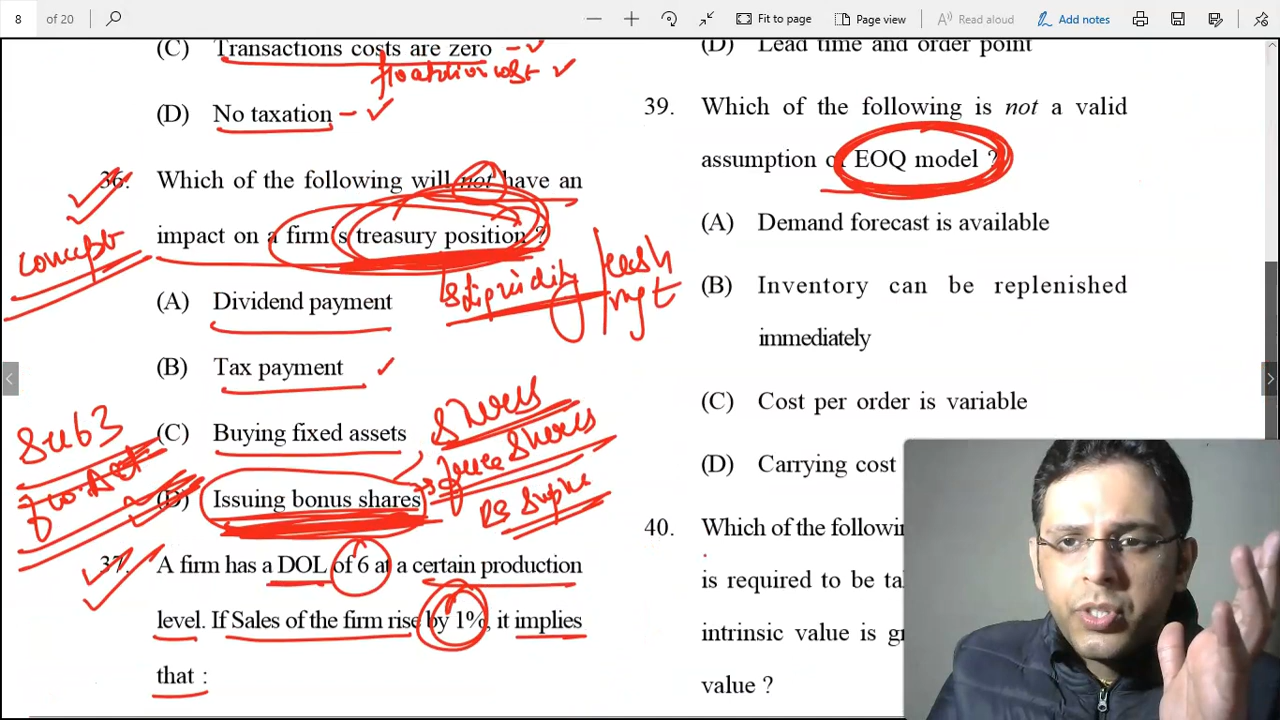 8 of 20
Fit to page
Page view
Read aloud
Add notes
(C) Transactions costs are zero
(D) No taxation
36. Which of the following will not have an
impact on a firm's treasury position ?
concept
liquidity / cash
mgt
(A) Dividend payment
(B) Tax payment
(C) Buying fixed assets
(D) Issuing bonus shares
shares
free shares
37. A firm has a DOL of 6 at a certain production
level. If Sales of the firm rise by 1%, it implies
that :
(D) Lead time and order point
39. Which of the following is not a valid
assumption of EOQ model ?
(A) Demand forecast is available
(B) Inventory can be replenished
immediately
(C) Cost per order is variable
(D) Carrying cost
40. Which of the followin
is required to be ta
intrinsic value is gr
value ?